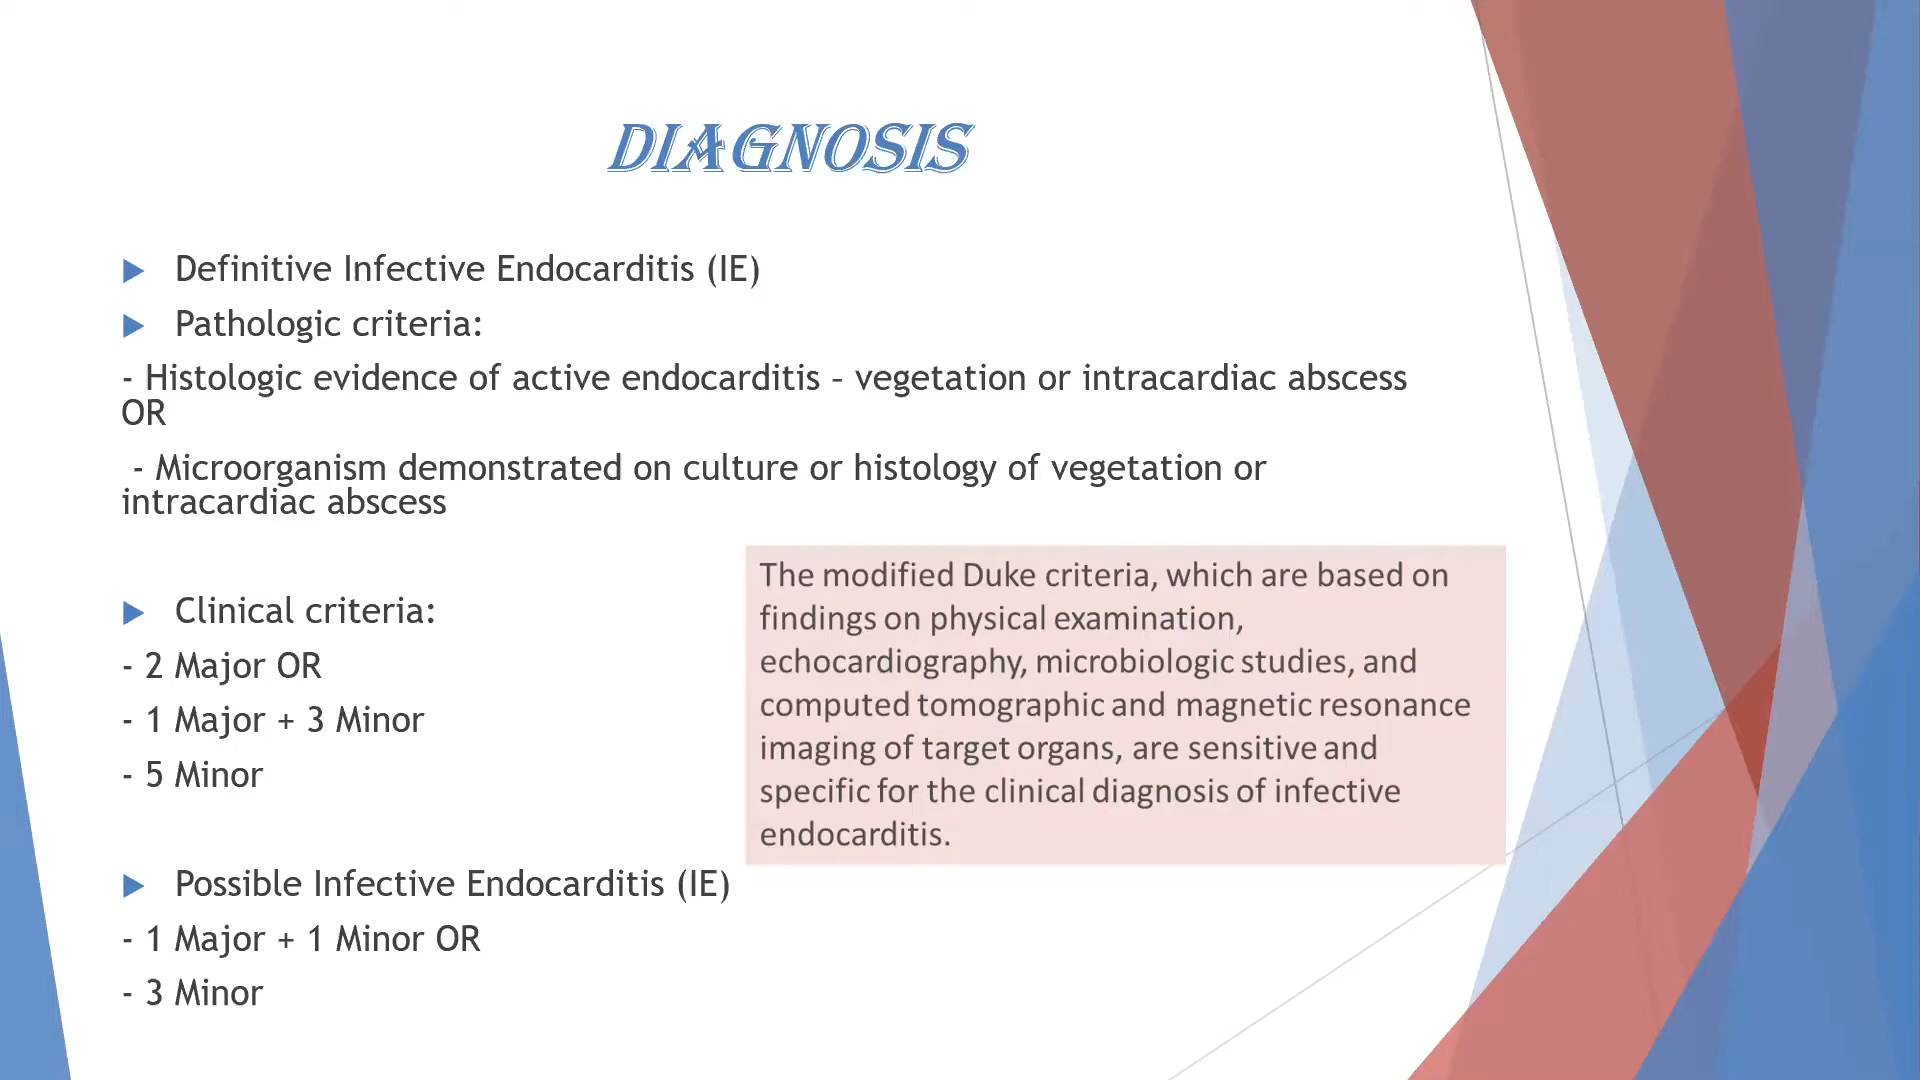 DIAGNOSIS
Definitive Infective Endocarditis (IE)
Pathologic criteria:
- Histologic evidence of active endocarditis – vegetation or intracardiac abscess
OR
- Microorganism demonstrated on culture or histology of vegetation or
intracardiac abscess
Clinical criteria:
- 2 Major OR
- 1 Major + 3 Minor
- 5 Minor
Possible Infective Endocarditis (IE)
- 1 Major + 1 Minor OR
- 3 Minor
The modified Duke criteria, which are based on
findings on physical examination,
echocardiography, microbiologic studies, and
computed tomographic and magnetic resonance
imaging of target organs, are sensitive and
specific for the clinical diagnosis of infective
endocarditis.